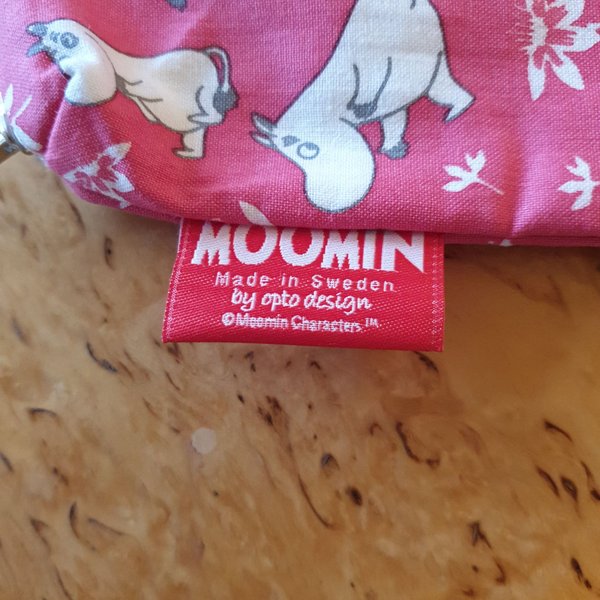 MOOMIN
Made in Sweden
by opto design
©Moomin Characters™